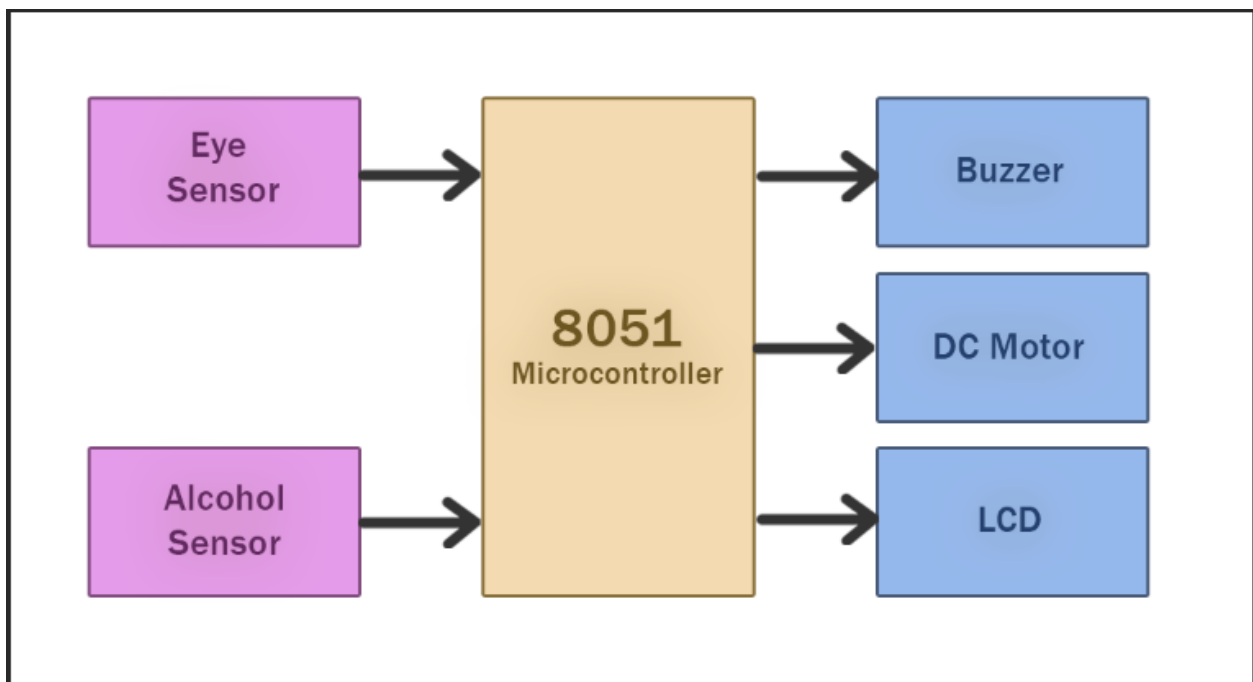 Eye
Sensor
Buzzer
8051
Microcontroller
DC Motor
Alcohol
Sensor
LCD